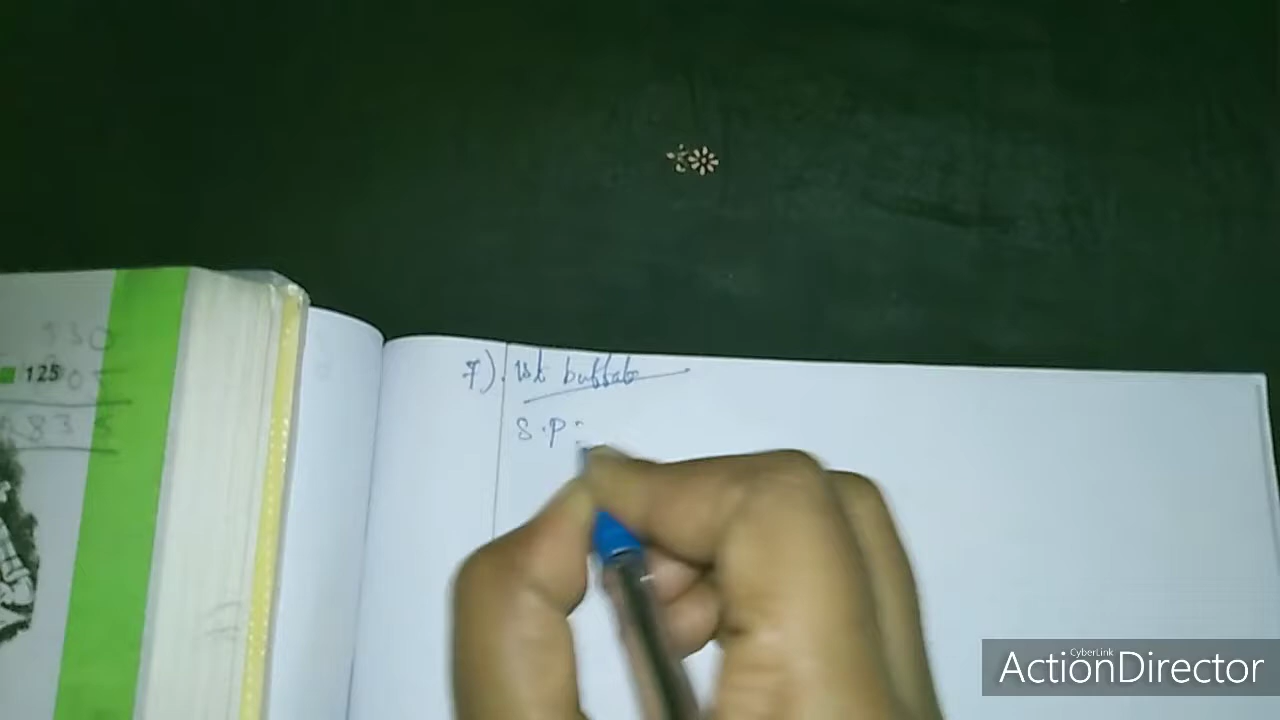 125
7). 1st buffalo
S.P :
CyberLink
ActionDirector